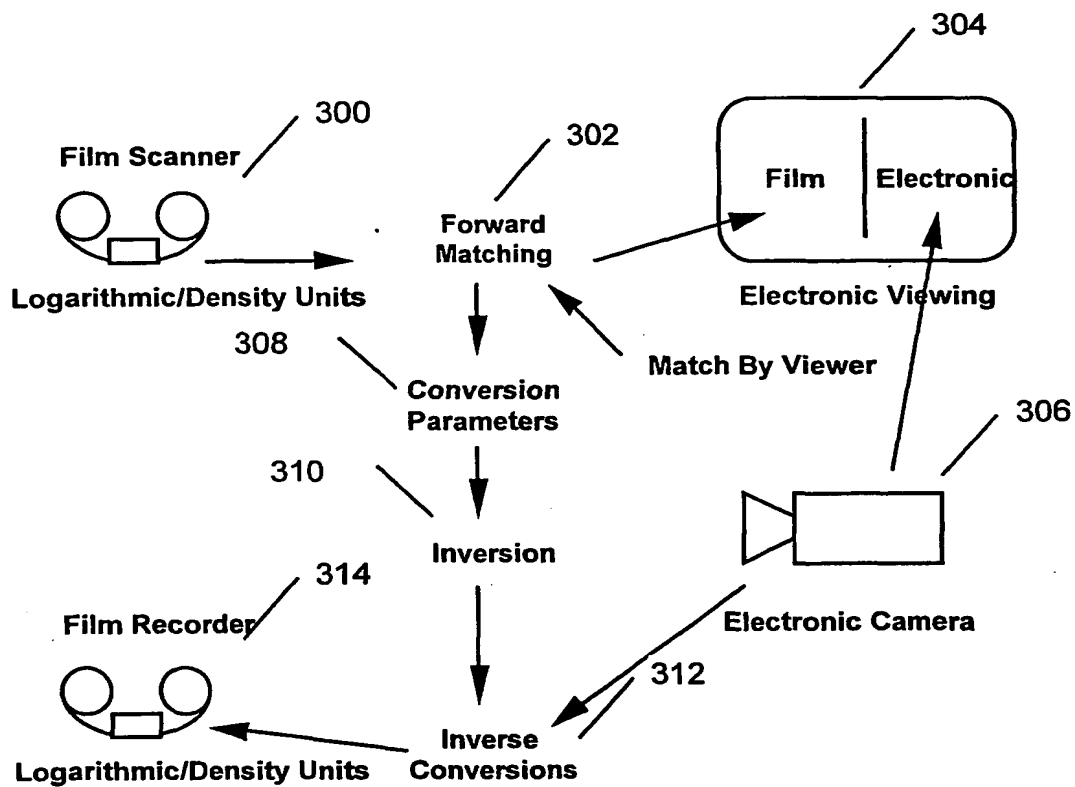 304
300
302
Film Scanner
Film
Electronic
Forward
Matching
Logarithmic/Density Units
Electronic Viewing
308
Match By Viewer
Conversion
Parameters
306
310
Inversion
314
Film Recorder
Electronic Camera
312
Inverse
Conversions
Logarithmic/Density Units